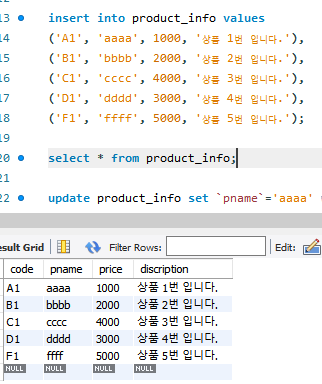 13 insert into product_info values
14 ('A1', 'aaaa', 1000, '상품 1번 입니다.'),
15 ('B1', 'bbbb', 2000, '상품 2번 입니다.'),
16 ('C1', 'cccc', 4000, '상품 3번 입니다.'),
17 ('D1', 'dddd', 3000, '상품 4번 입니다.'),
18 ('F1', 'ffff', 5000, '상품 5번 입니다.');
19
20 select * from product_info;
21
22 update product_info set `pname`='aaaa'
Result Grid Filter Rows: Edit:
code pname price discription
A1 aaaa 1000 상품 1번 입니다.
B1 bbbb 2000 상품 2번 입니다.
C1 cccc 4000 상품 3번 입니다.
D1 dddd 3000 상품 4번 입니다.
F1 ffff 5000 상품 5번 입니다.
NULL NULL NULL NULL